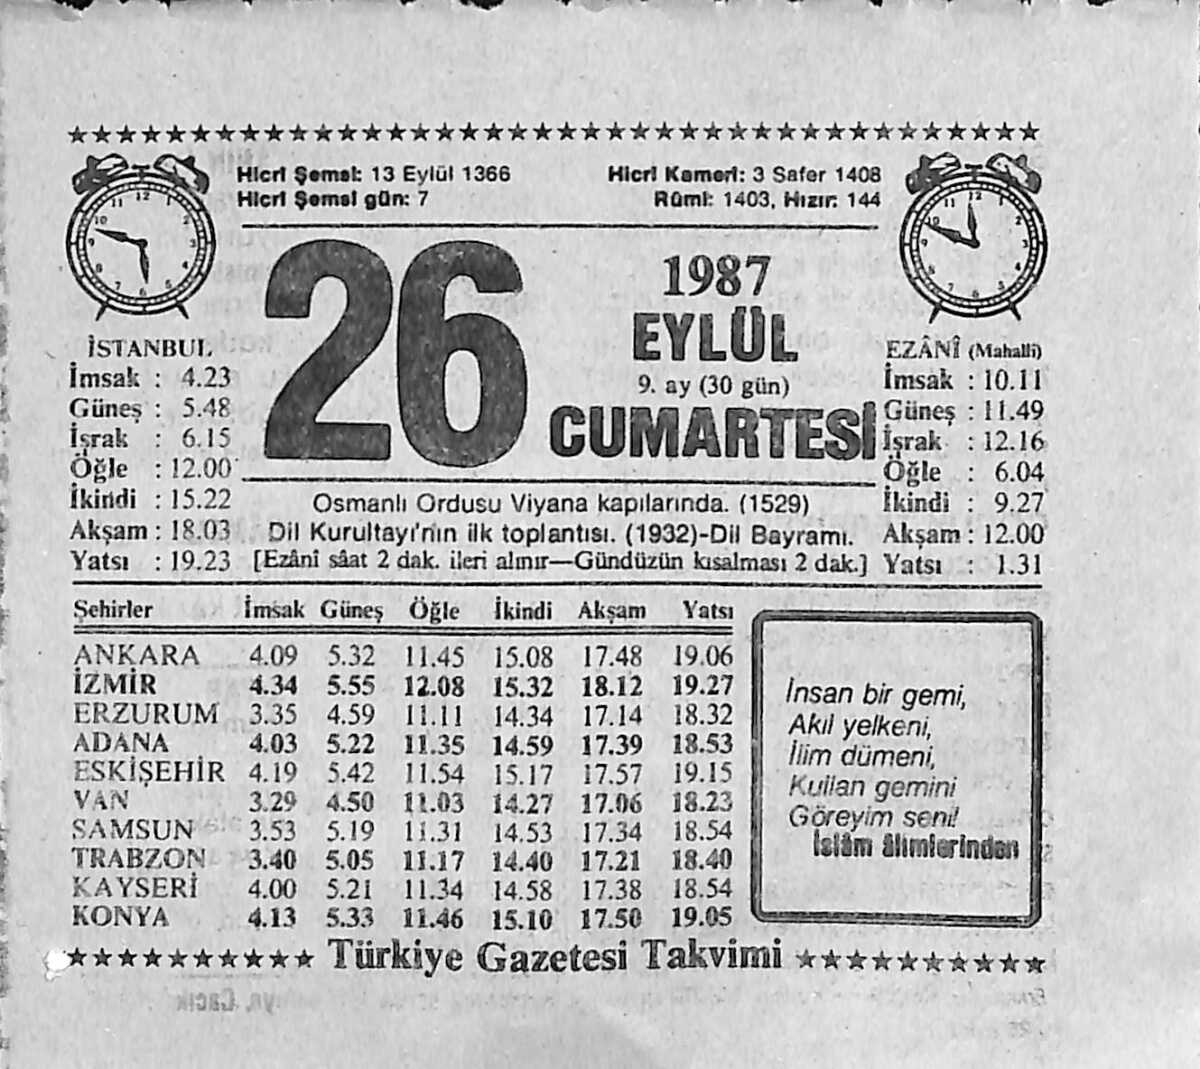 Hicrî Şemsî: 13 Eylül 1366
Hicrî Şemsî gün: 7
Hicrî Kamerî: 3 Safer 1408
Rûmî: 1403, Hızır: 144
26
1987
EYLÜL
9. ay (30 gün)
CUMARTESİ
İSTANBUL
İmsak : 4.23
Güneş : 5.48
İşrak : 6.15
Öğle : 12.00
İkindi : 15.22
Akşam : 18.03
Yatsı : 19.23
EZÂNÎ (Mahalli)
İmsak : 10.11
Güneş : 11.49
İşrak : 12.16
Öğle : 6.04
İkindi : 9.27
Akşam : 12.00
Yatsı : 1.31
Osmanlı Ordusu Viyana kapılarında. (1529)
Dil Kurultayı'nın ilk toplantısı. (1932)-Dil Bayramı.
[Ezânî sâat 2 dak. ileri alınır—Gündüzün kısalması 2 dak.]
Şehirler İmsak Güneş Öğle İkindi Akşam Yatsı
ANKARA 4.09 5.32 11.45 15.08 17.48 19.06
İZMİR 4.34 5.55 12.08 15.32 18.12 19.27
ERZURUM 3.35 4.59 11.11 14.34 17.14 18.32
ADANA 4.03 5.22 11.35 14.59 17.39 18.53
ESKİŞEHİR 4.19 5.42 11.54 15.17 17.57 19.15
VAN 3.29 4.50 11.03 14.27 17.06 18.23
SAMSUN 3.53 5.19 11.31 14.53 17.34 18.54
TRABZON 3.40 5.05 11.17 14.40 17.21 18.40
KAYSERİ 4.00 5.21 11.34 14.58 17.38 18.54
KONYA 4.13 5.33 11.46 15.10 17.50 19.05
İnsan bir gemi,
Akıl yelkeni,
İlim dümeni,
Kullan gemini
Göreyim seni!
İslâm âlimlerinden
Türkiye Gazetesi Takvimi